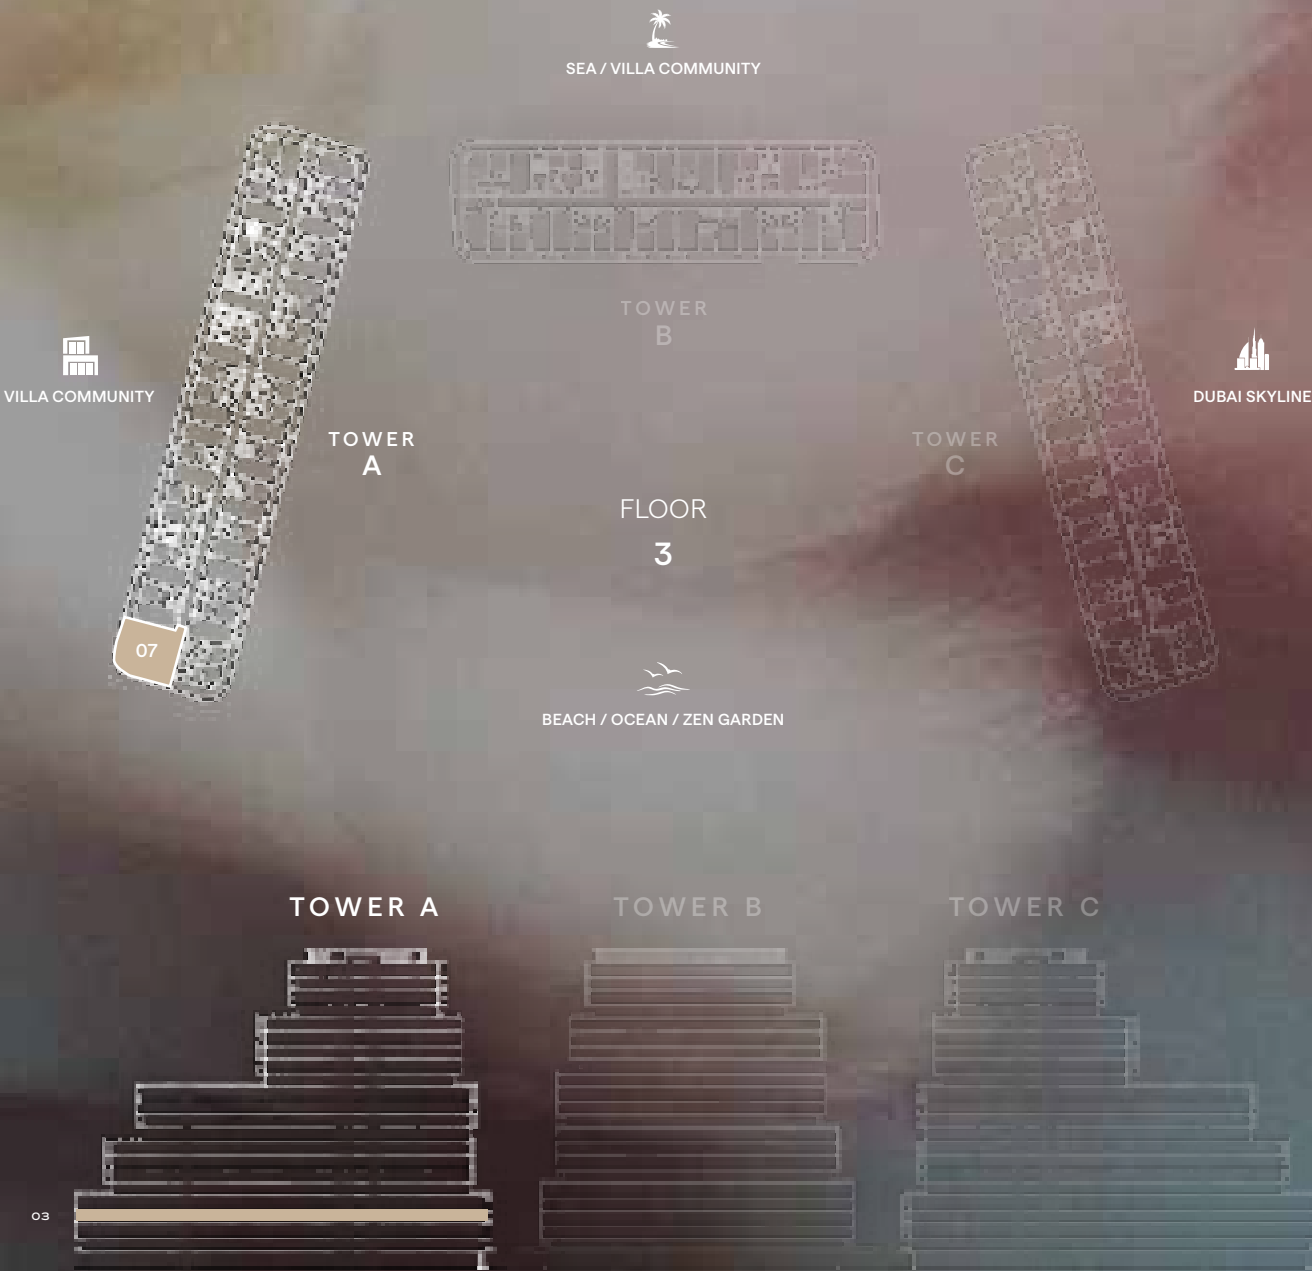 SEA / VILLA COMMUNITY
TOWER
B
VILLA COMMUNITY
DUBAI SKYLINE
TOWER
A
TOWER
C
FLOOR
3
07
BEACH / OCEAN / ZEN GARDEN
TOWER A
TOWER B
TOWER C
03